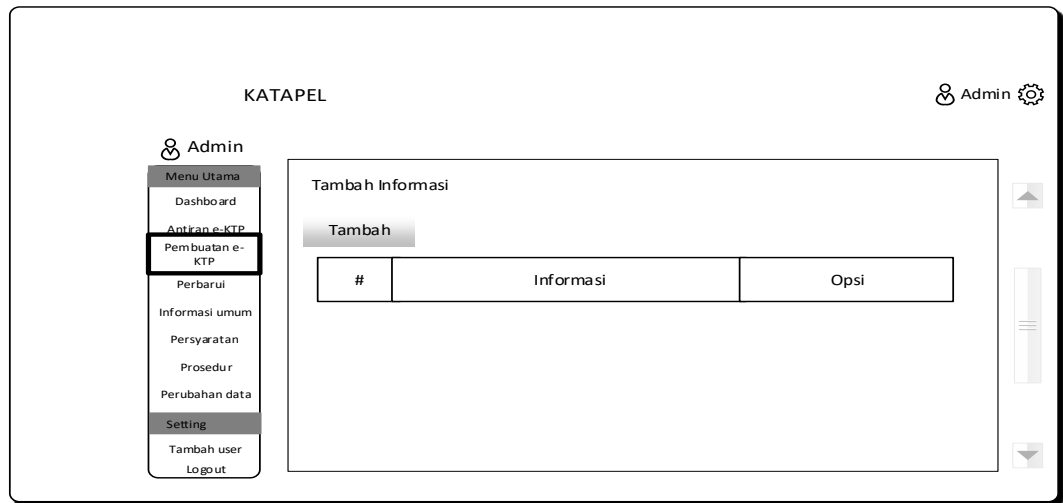 KATAPEL
Admin
Admin
Menu Utama
Dashboard
Antiran e-KTP
Pembuatan e-
KTP
Perbarui
Informasi umum
Persyaratan
Prosedur
Perubahan data
Setting
Tambah user
Logout
Tambah Informasi
Tambah
# Informasi Opsi